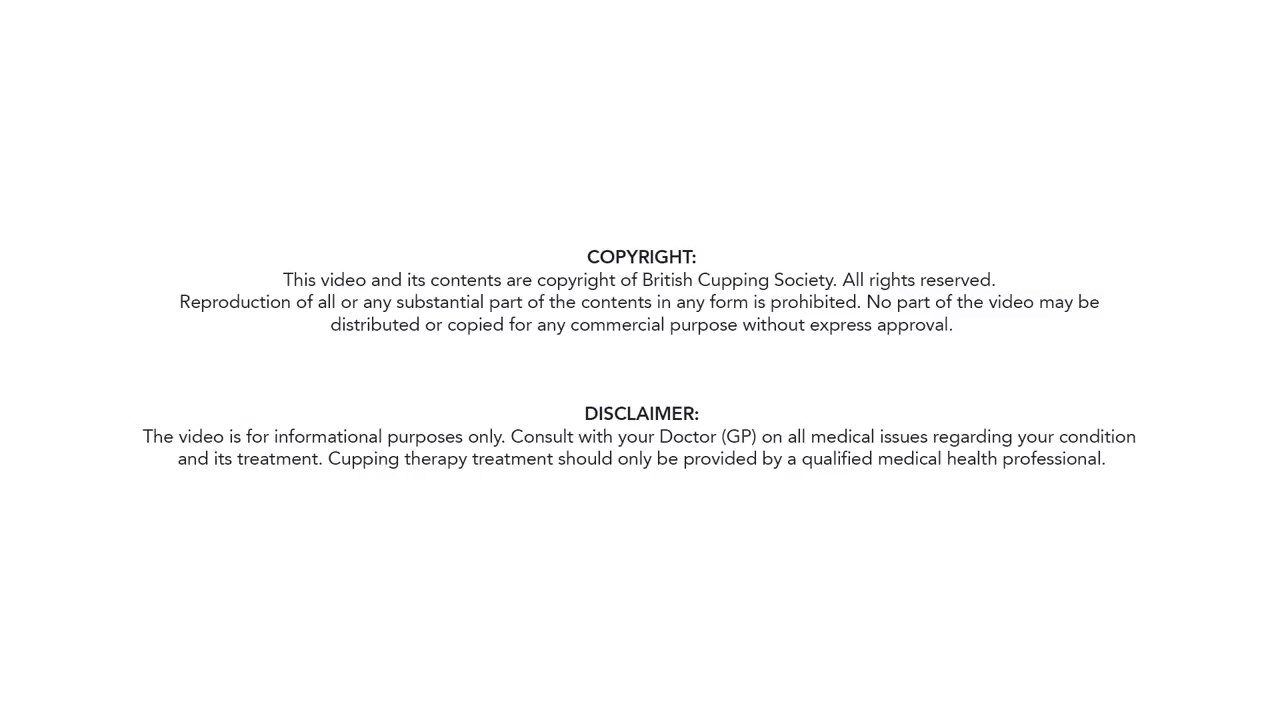 COPYRIGHT:
This video and its contents are copyright of British Cupping Society. All rights reserved.
Reproduction of all or any substantial part of the contents in any form is prohibited. No part of the video may be
distributed or copied for any commercial purpose without express approval.
DISCLAIMER:
The video is for informational purposes only. Consult with your Doctor (GP) on all medical issues regarding your condition
and its treatment. Cupping therapy treatment should only be provided by a qualified medical health professional.